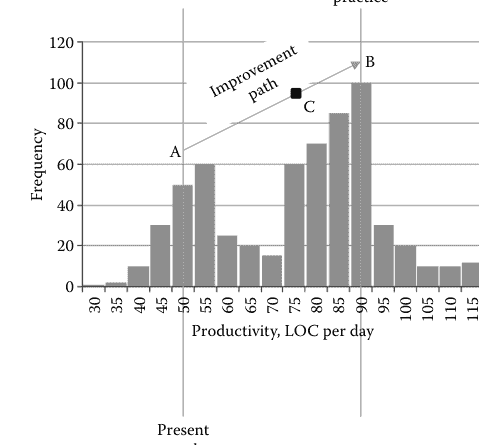 practice
120
Improvement
path
B
100
C
80
A
60
40
20
0
Frequency
30 35 40 45 50 55 60 65 70 75 80 85 90 95 100 105 110 115
Productivity, LOC per day
Present